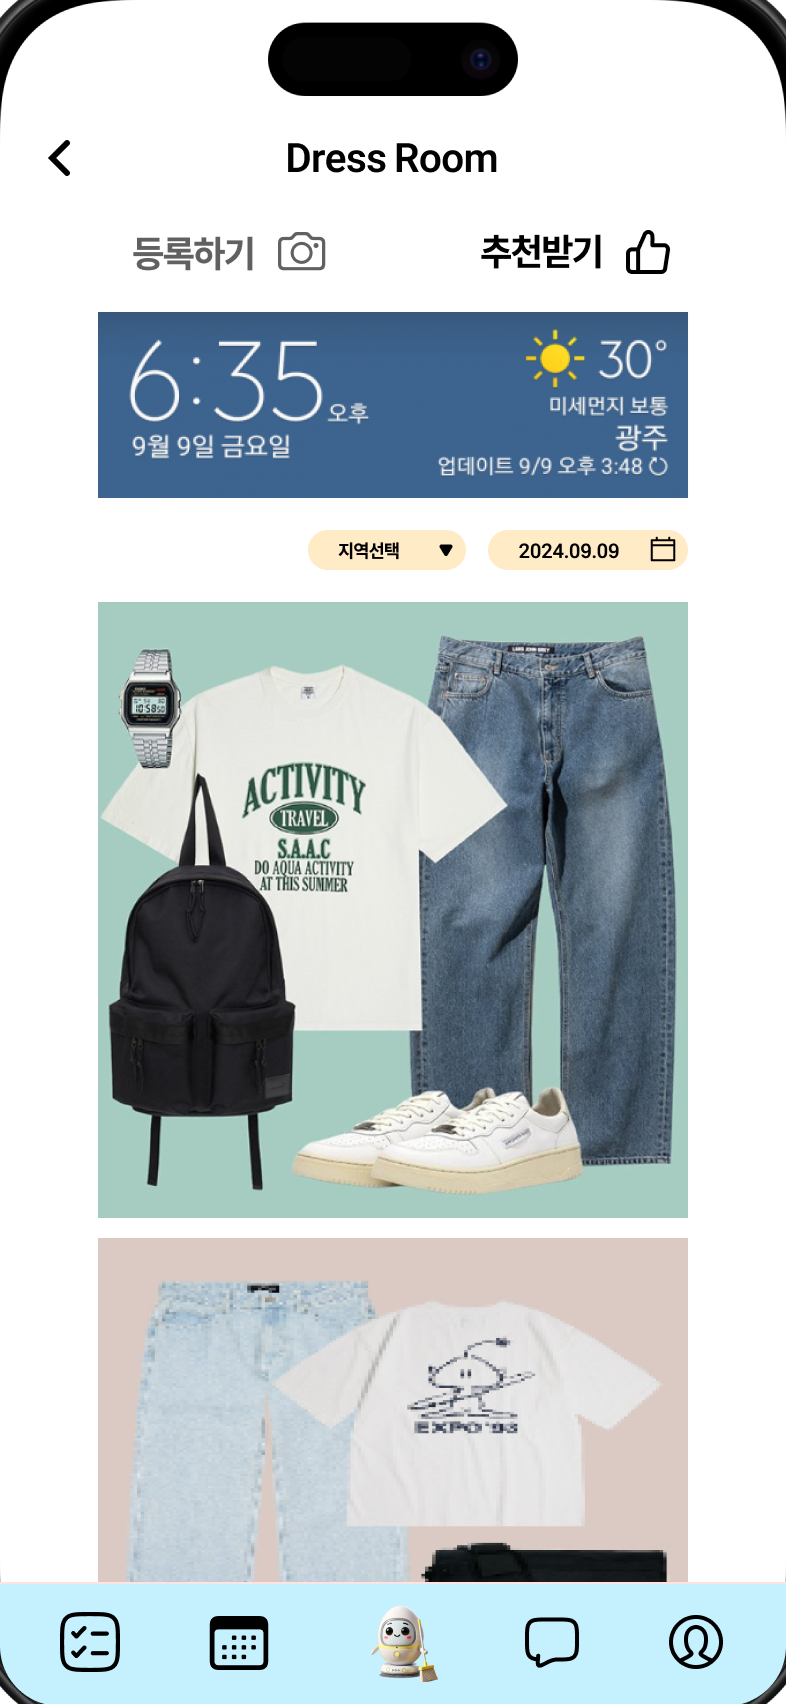 Dress Room
등록하기
추천받기
6:35 오후
9월 9일 금요일
30°
미세먼지 보통
광주
업데이트 9/9 오후 3:48
지역선택
2024.09.09
10:58
ACTIVITY
TRAVEL
S.A.A.C
DO AQUA ACTIVITY
AT THIS SUMMER
EXPO'93